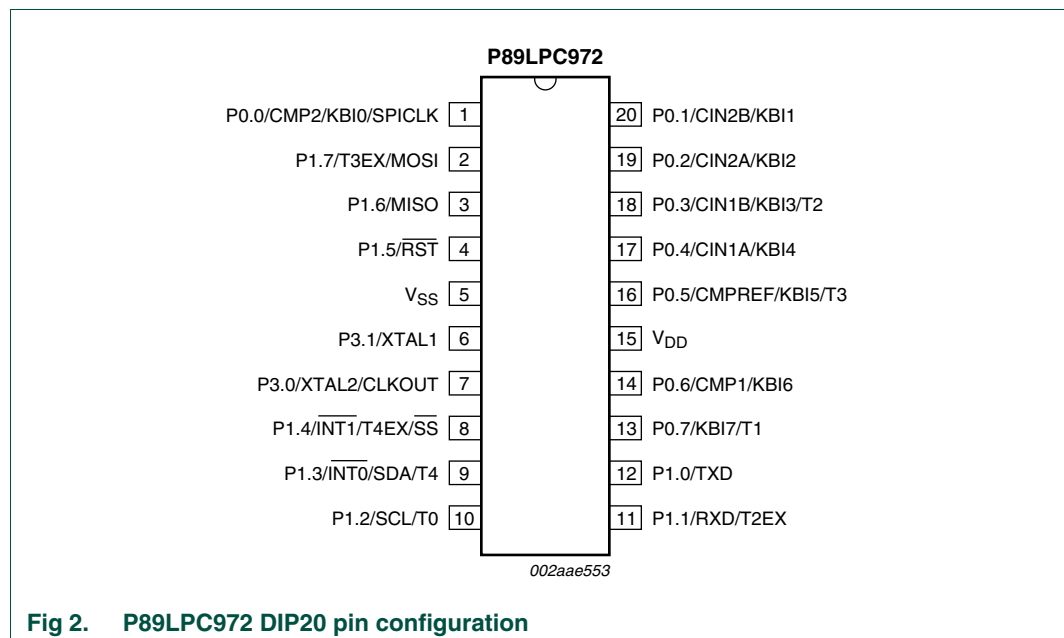 P89LPC972
P0.0/CMP2/KBI0/SPICLK 1
20 P0.1/CIN2B/KBI1
P1.7/T3EX/MOSI 2
19 P0.2/CIN2A/KBI2
P1.6/MISO 3
18 P0.3/CIN1B/KBI3/T2
P1.5/R̅S̅T̅ 4
17 P0.4/CIN1A/KBI4
VSS 5
16 P0.5/CMPREF/KBI5/T3
P3.1/XTAL1 6
15 VDD
P3.0/XTAL2/CLKOUT 7
14 P0.6/CMP1/KBI6
P1.4/I̅N̅T̅1̅/T4EX/S̅S̅ 8
13 P0.7/KBI7/T1
P1.3/I̅N̅T̅0̅/SDA/T4 9
12 P1.0/TXD
P1.2/SCL/T0 10
11 P1.1/RXD/T2EX
002aae553
Fig 2. P89LPC972 DIP20 pin configuration